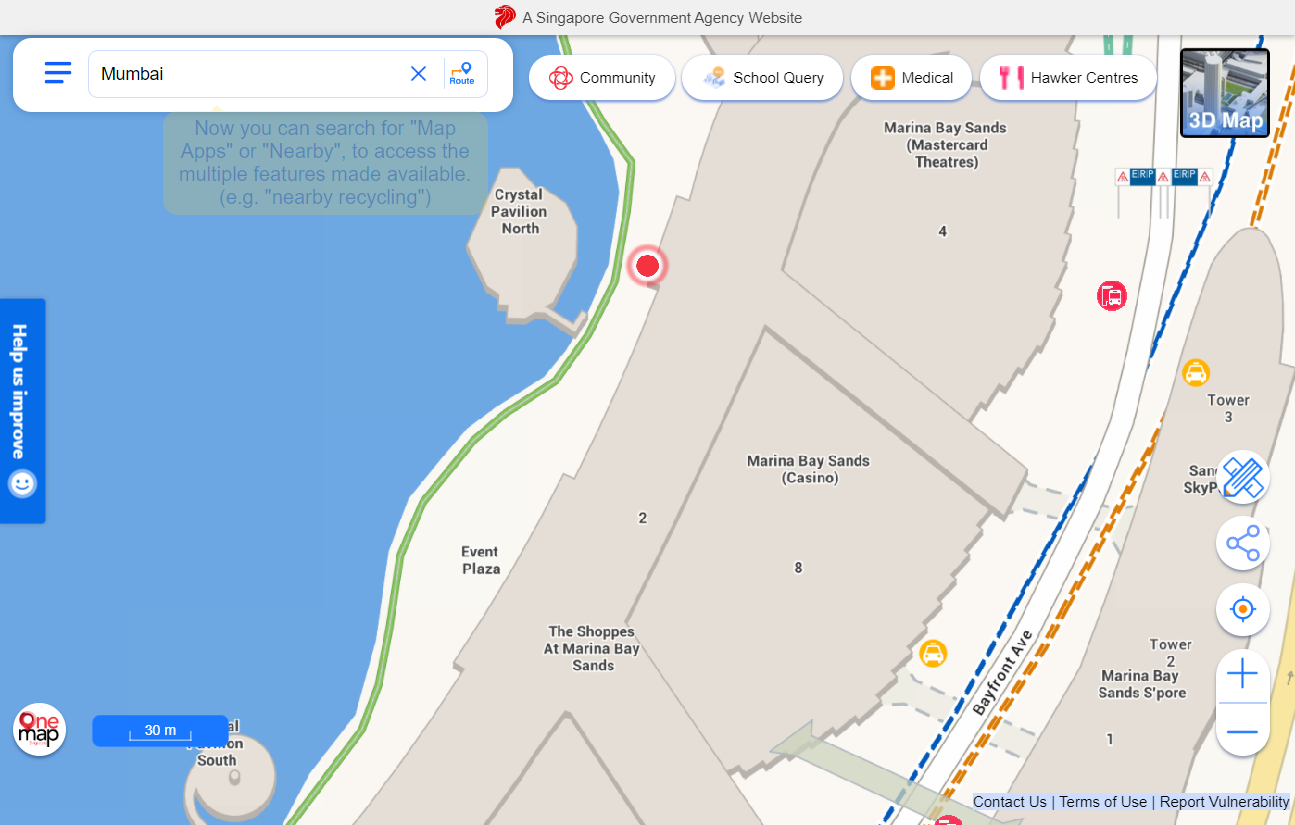 A Singapore Government Agency Website
Mumbai
Route
Community
School Query
Medical
Hawker Centres
3D Map
Now you can search for "Map
Apps" or "Nearby", to access the
multiple features made available.
(e.g. "nearby recycling")
Marina Bay Sands
(Mastercard
Theatres)
4
ERP
ERP
Crystal
Pavilion
North
Help us improve
Tower
3
Marina Bay Sands
(Casino)
2
8
Event
Plaza
The Shoppes
At Marina Bay
Sands
Bayfront Ave
Tower
2
Marina Bay
Sands S'pore
1
One
map
30 m
South
Contact Us | Terms of Use | Report Vulnerability